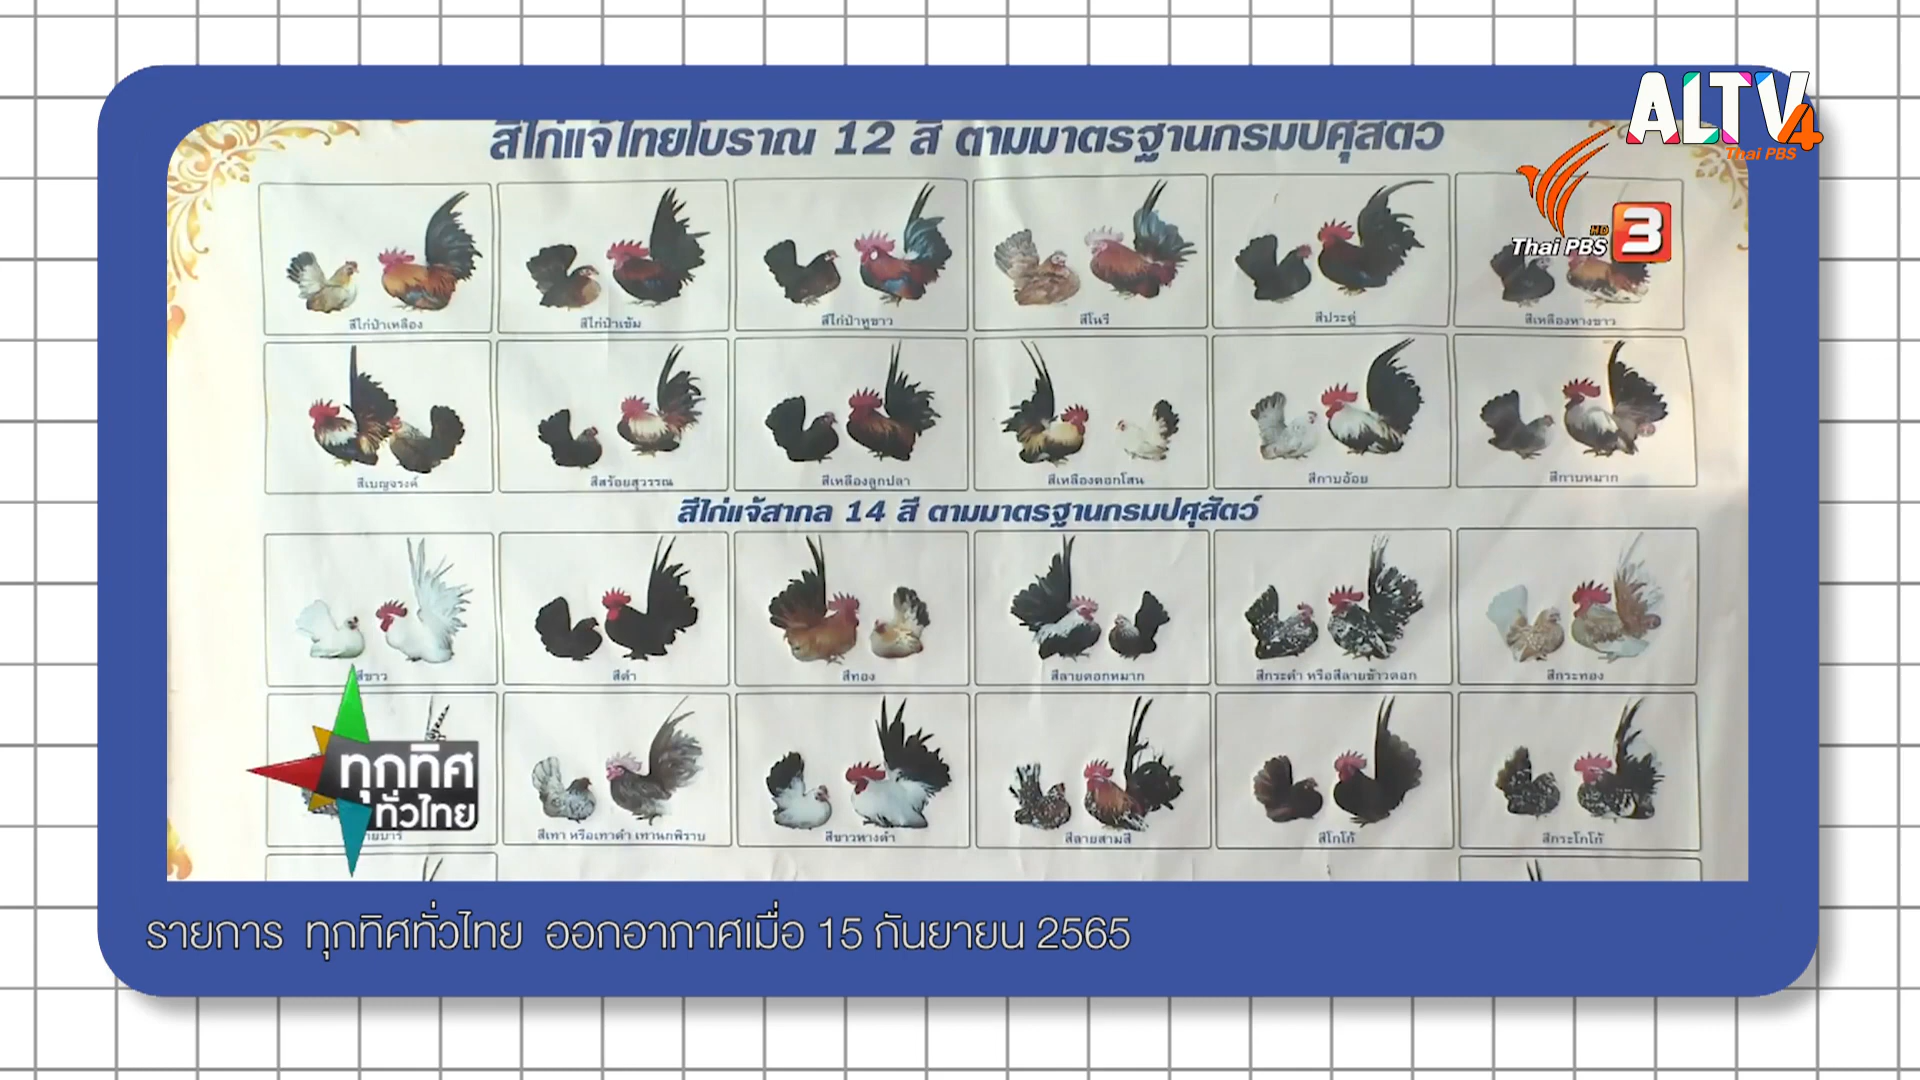 ALTV4
Thai PBS
สีไก่แจ้ไทยโบราณ 12 สี ตามมาตรฐานกรมปศุสัตว์
Thai PBS HD 3
สีไก่ป่าเหลือง
สีไก่ป่าเข้ม
สีไก่ป่าหูขาว
สีโนรี
สีประดู่
สีเหลืองหางขาว
สีเบญจรงค์
สีสร้อยสุวรรณ
สีเหลืองลูกปลา
สีเหลืองดอกโสน
สีกาบอ้อย
สีกาบหมาก
สีไก่แจ้สากล 14 สี ตามมาตรฐานกรมปศุสัตว์
สีขาว
สีดำ
สีทอง
สีลายดอกหมาก
สีกระดำ หรือสีลายข้าวตอก
สีกระทอง
ทุกทิศ
ทั่วไทย
สีเทา หรือเทาดำ เทานกพิราบ
สีขาวหางดำ
สีลายสามสี
สีโกโก้
สีกระโกโก้
รายการ ทุกทิศทั่วไทย ออกอากาศเมื่อ 15 กันยายน 2565